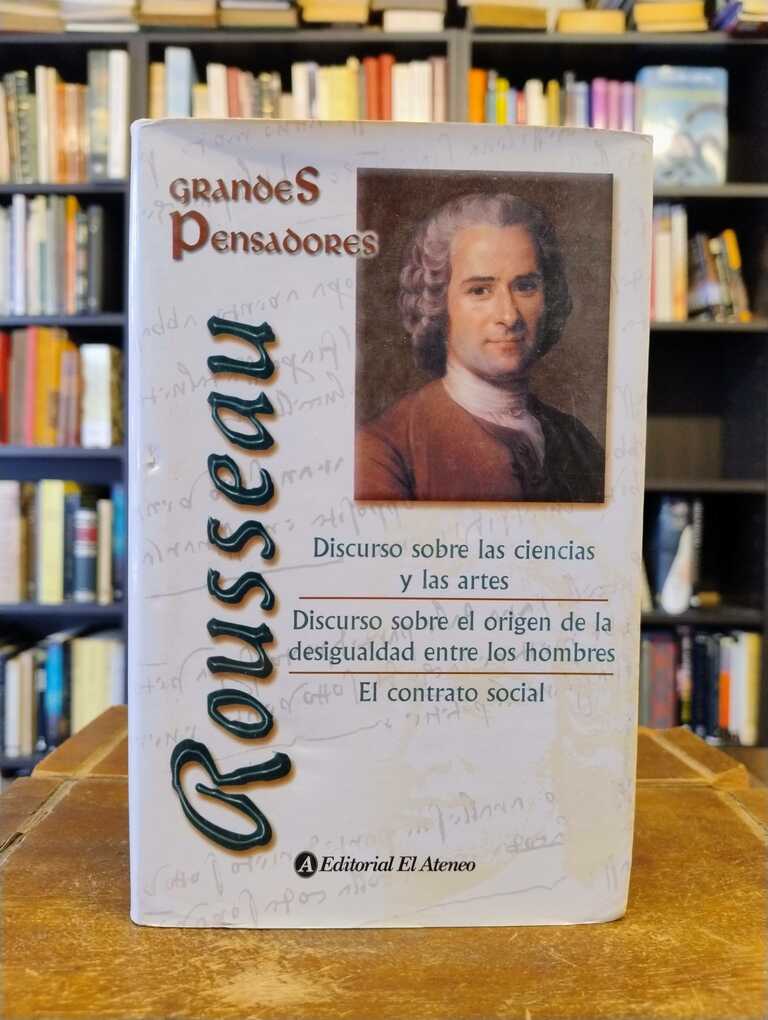 GRANDES
PENSADORES
Rousseau
Discurso sobre las ciencias
y las artes
Discurso sobre el origen de la
desigualdad entre los hombres
El contrato social
A Editorial El Ateneo